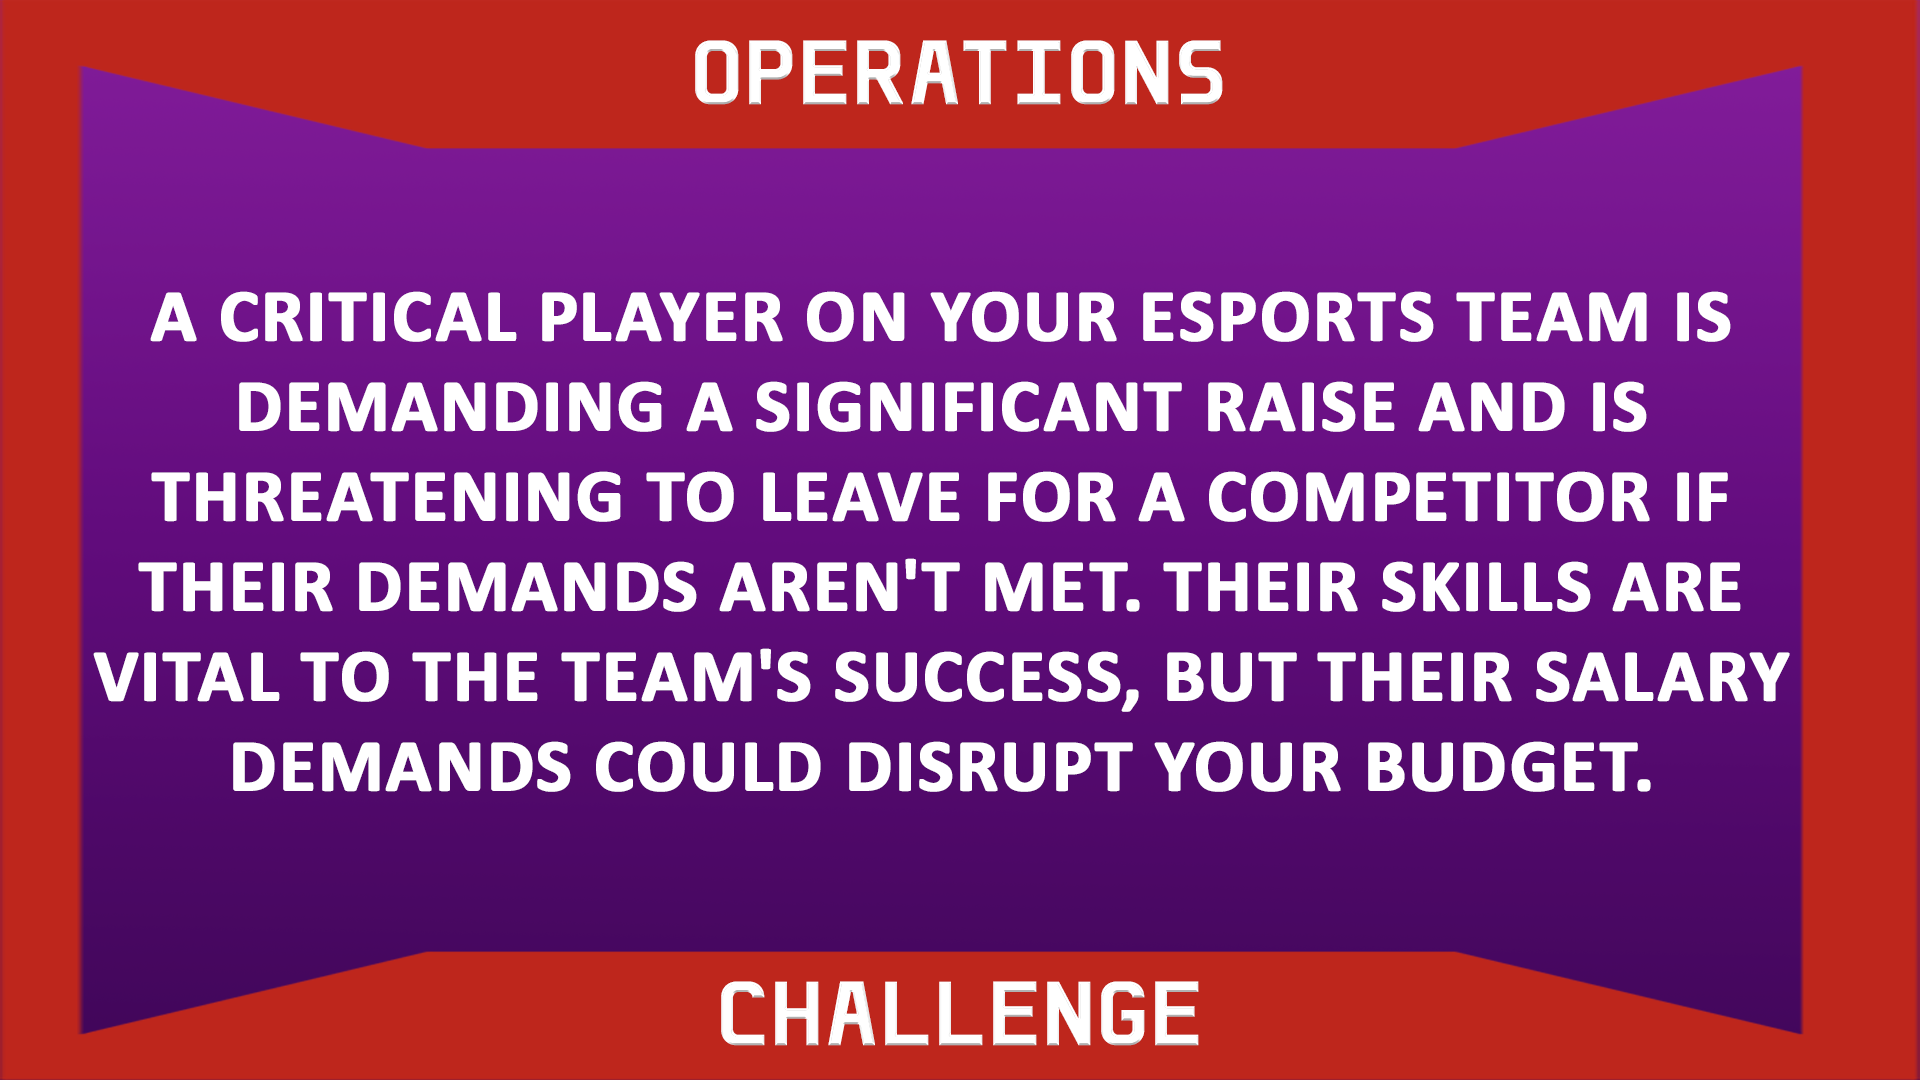 OPERATIONS
A CRITICAL PLAYER ON YOUR ESPORTS TEAM IS
DEMANDING A SIGNIFICANT RAISE AND IS
THREATENING TO LEAVE FOR A COMPETITOR IF
THEIR DEMANDS AREN'T MET. THEIR SKILLS ARE
VITAL TO THE TEAM'S SUCCESS, BUT THEIR SALARY
DEMANDS COULD DISRUPT YOUR BUDGET.
CHALLENGE